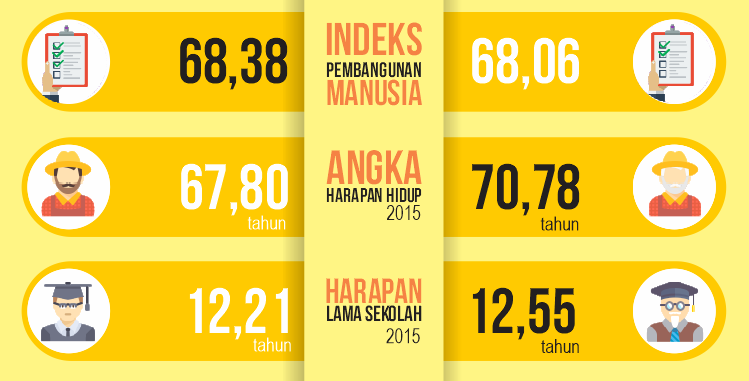 68,38
INDEKS
PEMBANGUNAN
MANUSIA
68,06
67,80
tahun
ANGKA
HARAPAN HIDUP
2015
70,78
tahun
12,21
tahun
HARAPAN
LAMA SEKOLAH
2015
12,55
tahun